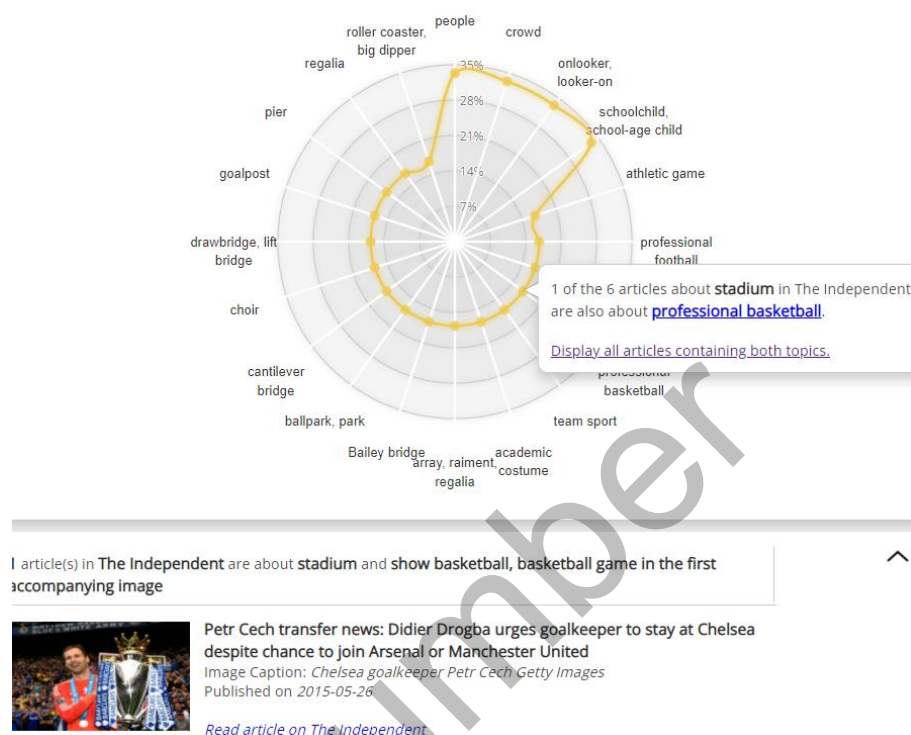 people
roller coaster,
big dipper
crowd
regalia
onlooker,
looker-on
35%
28%
21%
14%
7%
pier
schoolchild,
school-age child
goalpost
athletic game
drawbridge, lift
bridge
professional
football
1 of the 6 articles about stadium in The Independent
are also about professional basketball.
Display all articles containing both topics.
choir
cantilever
bridge
professional
basketball
ballpark, park
team sport
Bailey bridge
array, raiment,
regalia
academic
costume
1 article(s) in The Independent are about stadium and show basketball, basketball game in the first
accompanying image
Petr Cech transfer news: Didier Drogba urges goalkeeper to stay at Chelsea
despite chance to join Arsenal or Manchester United
Image Caption: Chelsea goalkeeper Petr Cech Getty Images
Published on 2015-05-26
Read article on The Independent